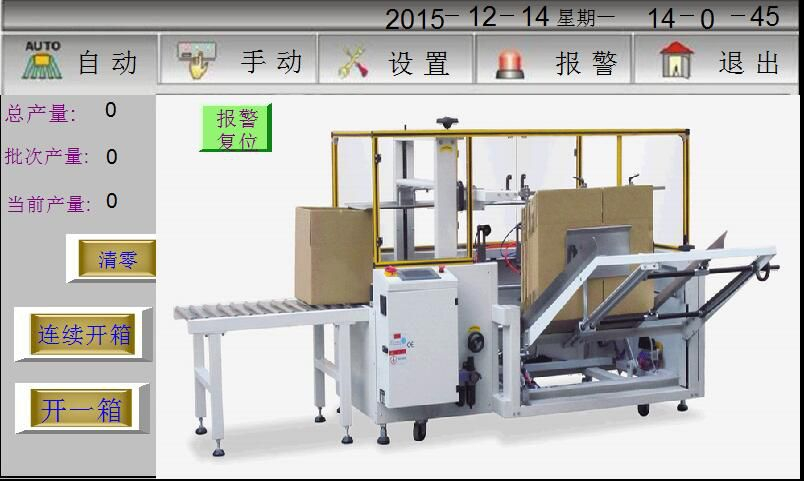 2015-12-14 星期一 14-0 -45
AUTO 自动 手动 设置 报警 退出
总产量: 0
批次产量: 0
当前产量: 0
清零
连续开箱
开一箱
报警
复位
CE